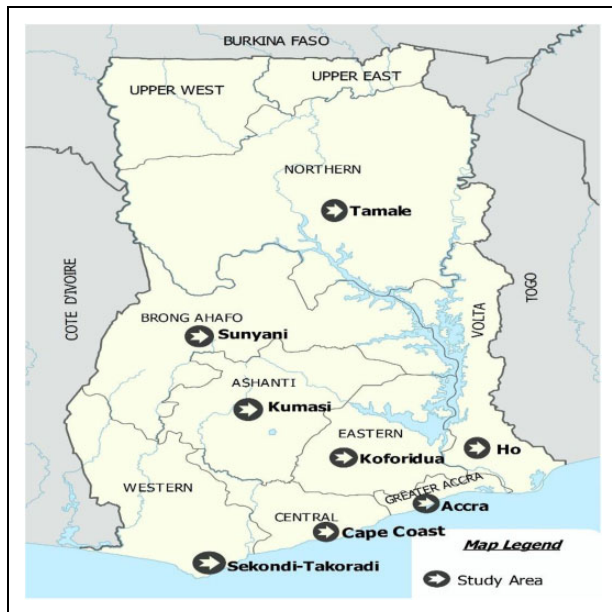 BURKINA FASO
UPPER EAST
UPPER WEST
NORTHERN
Tamale
COTE D'IVOIRE
TOGO
VOLTA
BRONG AHAFO
Sunyani
ASHANTI
Kumasi
EASTERN
Koforidua
Ho
WESTERN
GREATER ACCRA
Accra
CENTRAL
Cape Coast
Sekondi-Takoradi
Map Legend
Study Area